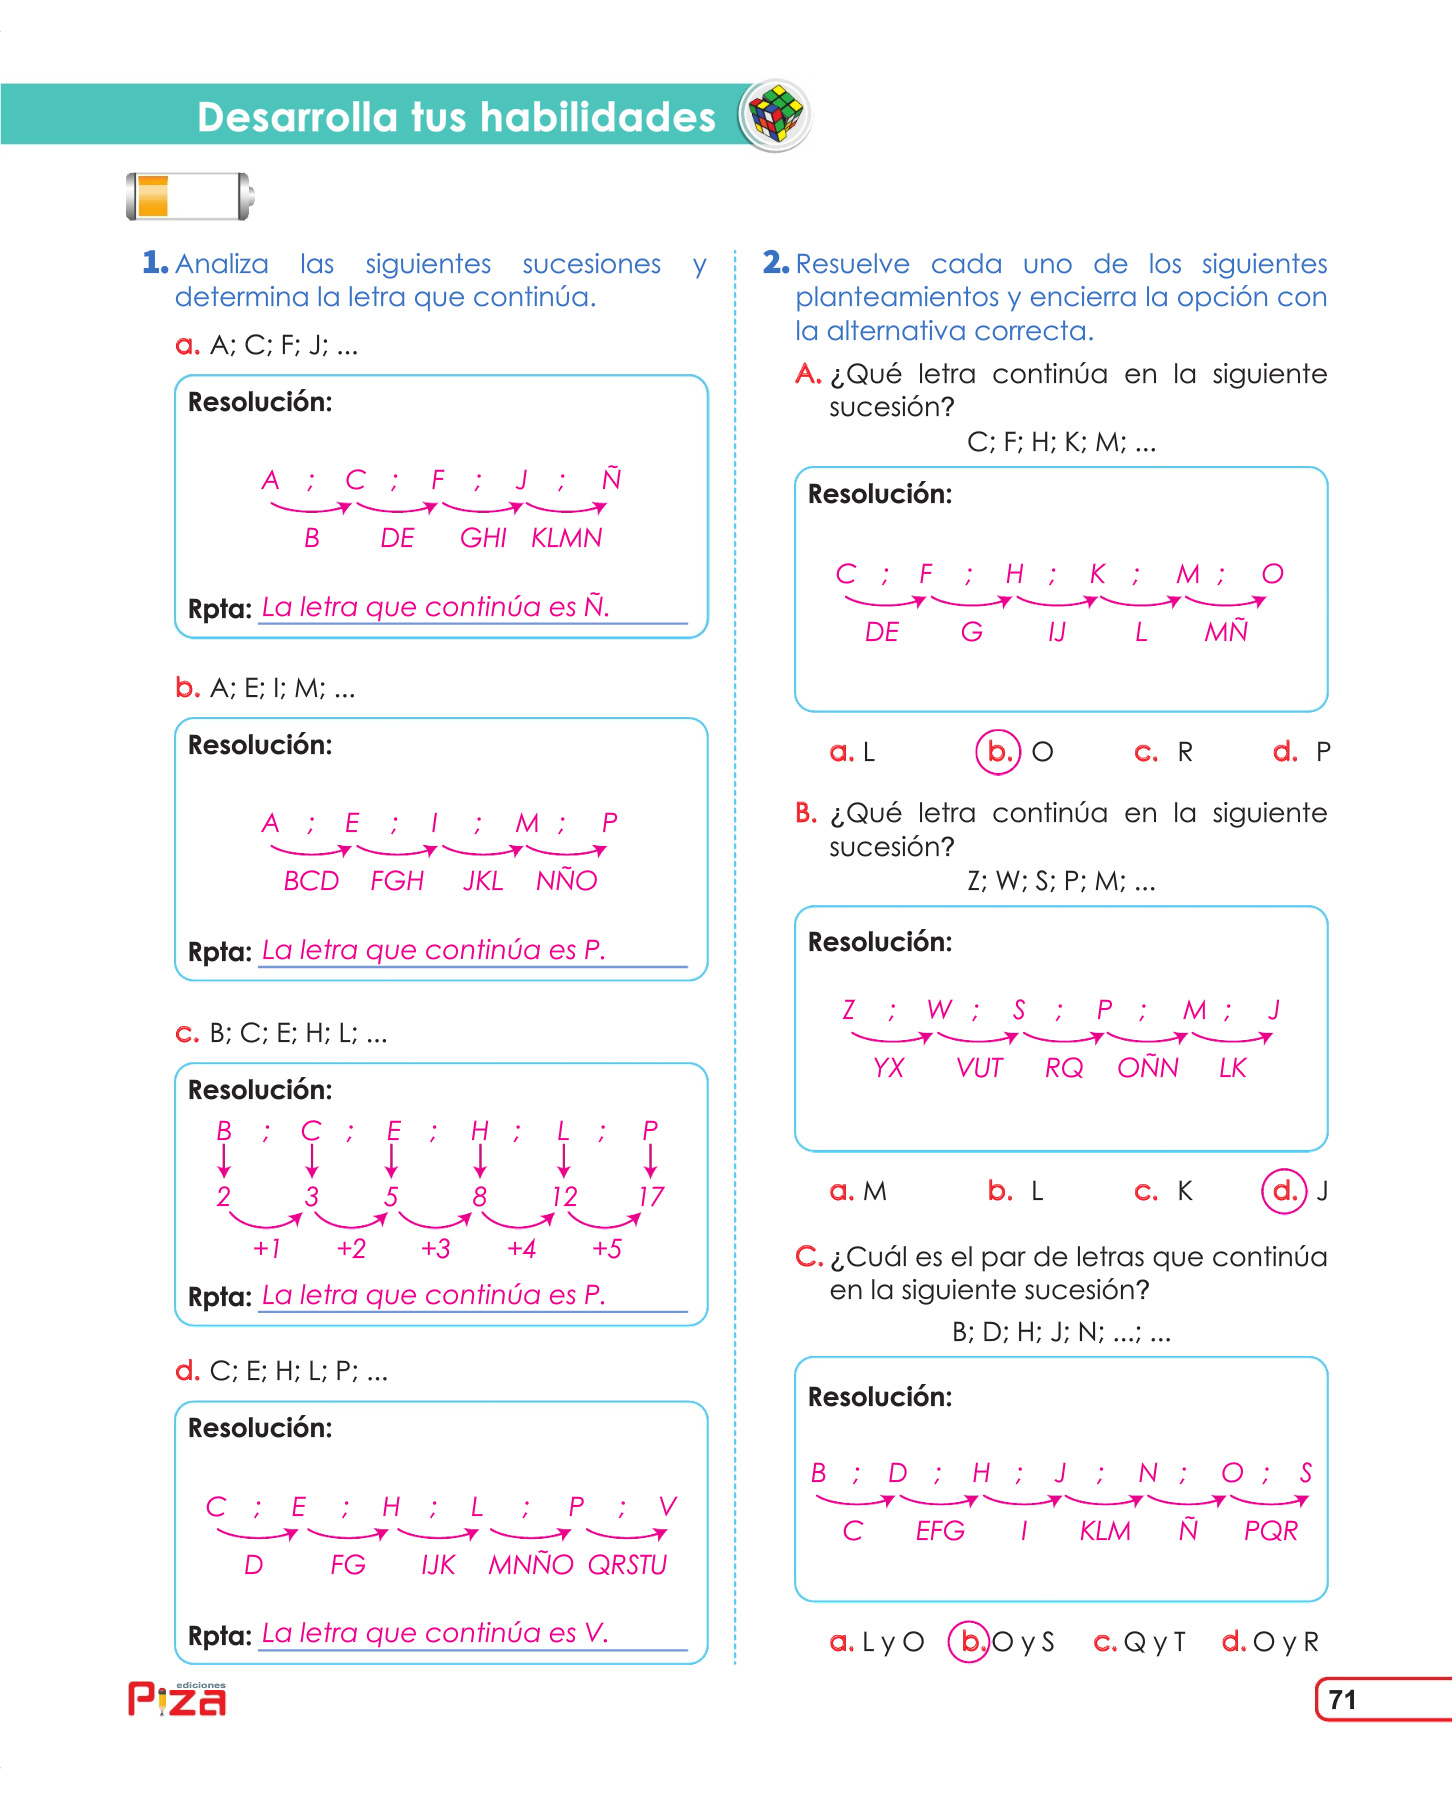 Desarrolla tus habilidades
1. Analiza las siguientes sucesiones y
determina la letra que continúa.
a. A; C; F; J; ...
Resolución:
A ; C ; F ; J ; Ñ
B DE GHI KLMN
Rpta: La letra que continúa es Ñ.
b. A; E; I; M; ...
Resolución:
A ; E ; I ; M ; P
BCD FGH JKL NÑO
Rpta: La letra que continúa es P.
c. B; C; E; H; L; ...
Resolución:
B ; C ; E ; H ; L ; P
2 3 5 8 12 17
+1 +2 +3 +4 +5
Rpta: La letra que continúa es P.
d. C; E; H; L; P; ...
Resolución:
C ; E ; H ; L ; P ; V
D FG IJK MNÑO QRSTU
Rpta: La letra que continúa es V.
2. Resuelve cada uno de los siguientes
planteamientos y encierra la opción con
la alternativa correcta.
A. ¿Qué letra continúa en la siguiente
sucesión?
C; F; H; K; M; ...
Resolución:
C ; F ; H ; K ; M ; O
DE G IJ L MÑ
a. L b. O c. R d. P
B. ¿Qué letra continúa en la siguiente
sucesión?
Z; W; S; P; M; ...
Resolución:
Z ; W ; S ; P ; M ; J
YX VUT RQ OÑN LK
a. M b. L c. K d. J
C. ¿Cuál es el par de letras que continúa
en la siguiente sucesión?
B; D; H; J; N; ...; ...
Resolución:
B ; D ; H ; J ; N ; O ; S
C EFG I KLM Ñ PQR
a. L y O b. O y S c. Q y T d. O y R
ediciones
Piza
71